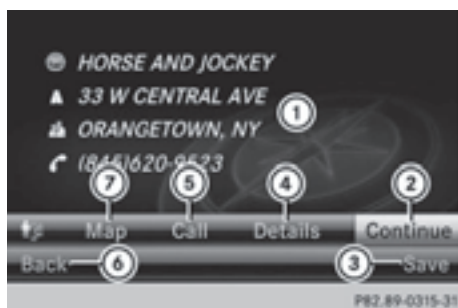 HORSE AND JOCKEY
33 W CENTRAL AVE
1
ORANGETOWN, NY
(845)620-9523
7 5 4 2
Map Call Details Continue
Back 6 3 Save
P82.89-0315-31